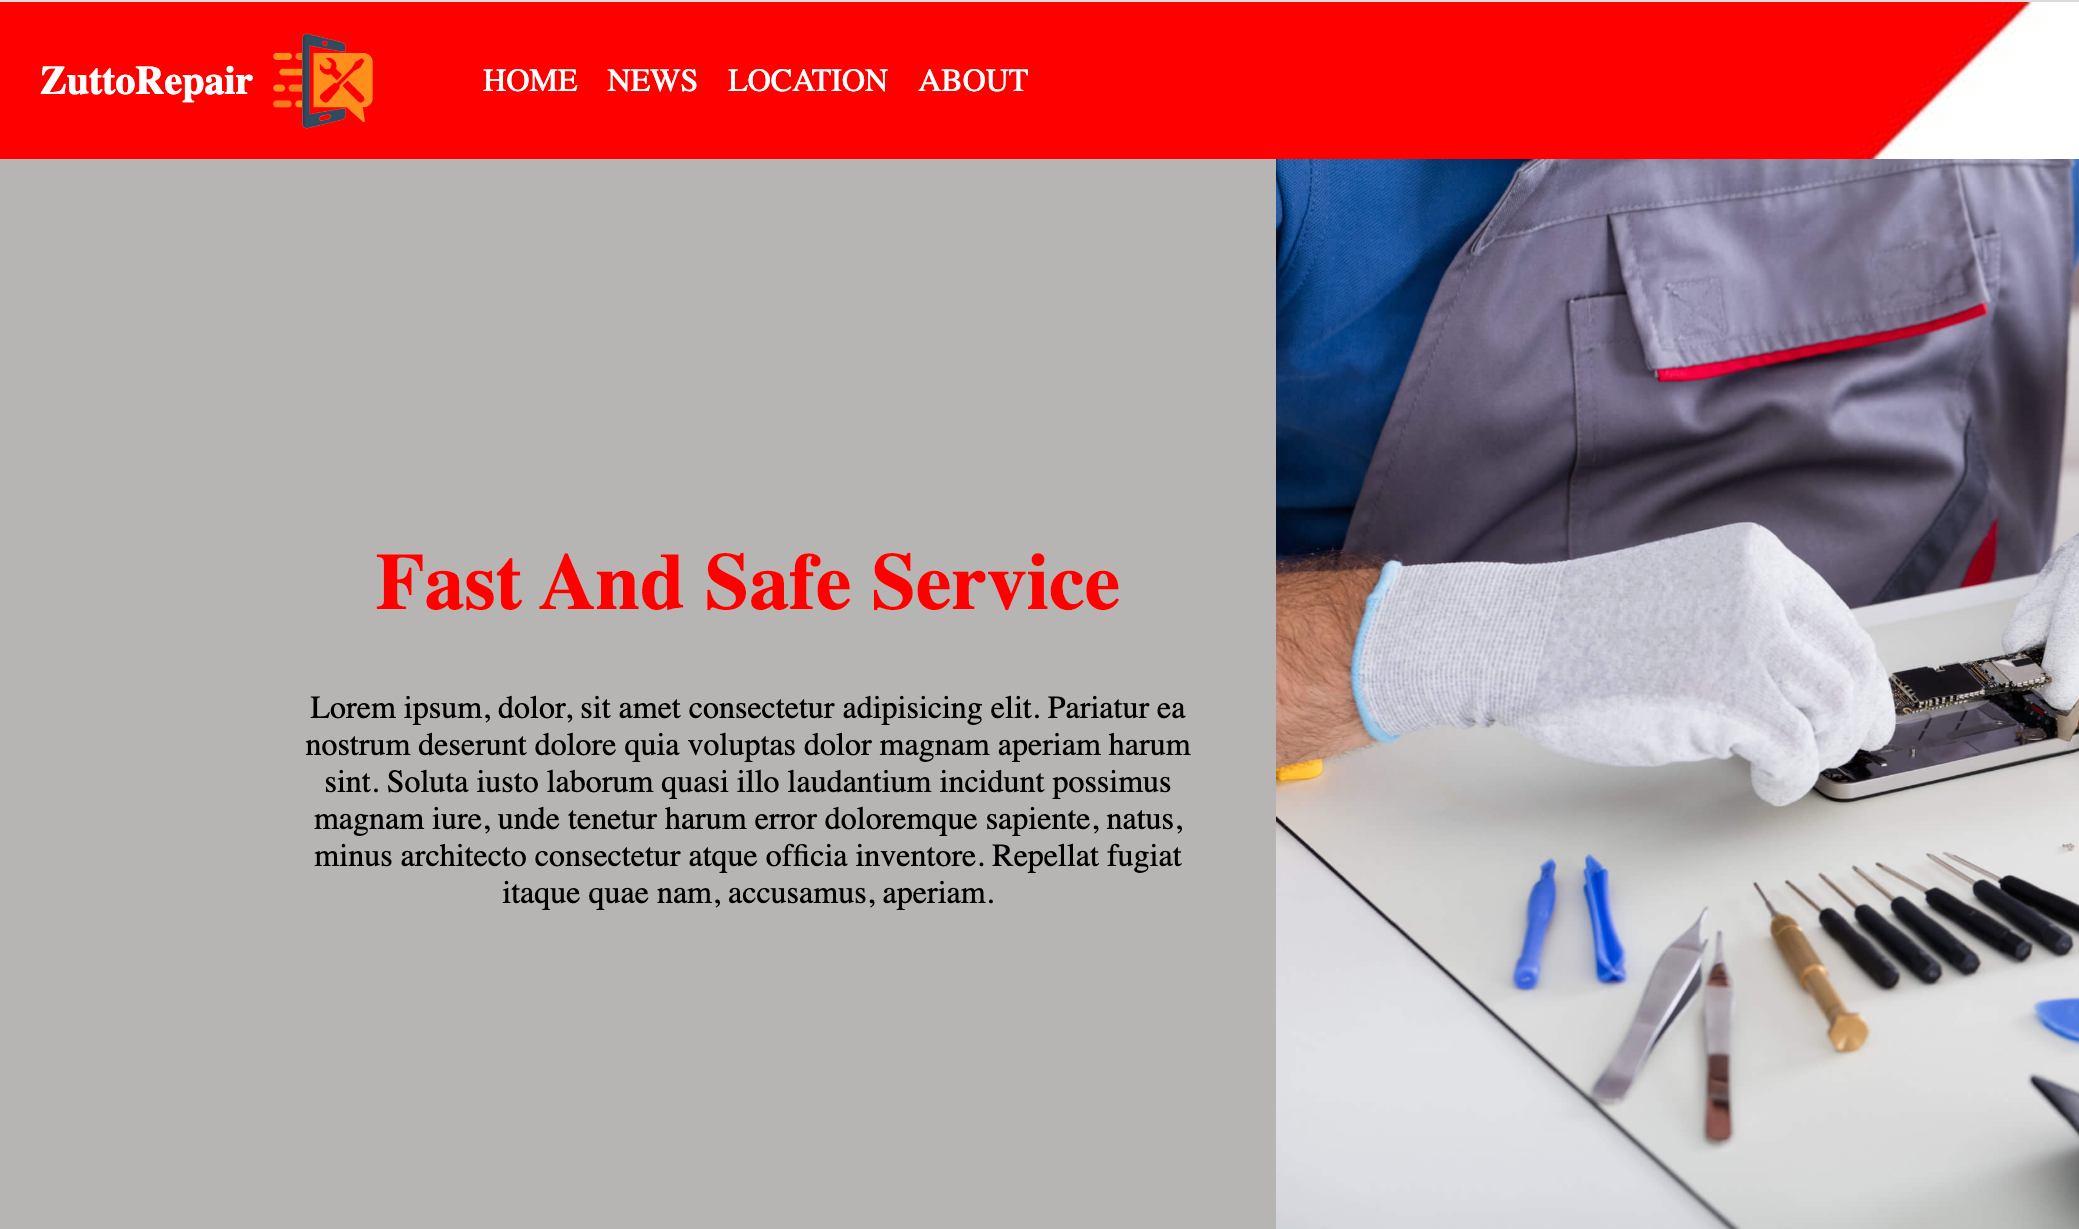 ZuttoRepair
HOME NEWS LOCATION ABOUT
Fast And Safe Service
Lorem ipsum, dolor, sit amet consectetur adipisicing elit. Pariatur ea
nostrum deserunt dolore quia voluptas dolor magnam aperiam harum
sint. Soluta iusto laborum quasi illo laudantium incidunt possimus
magnam iure, unde tenetur harum error doloremque sapiente, natus,
minus architecto consectetur atque officia inventore. Repellat fugiat
itaque quae nam, accusamus, aperiam.